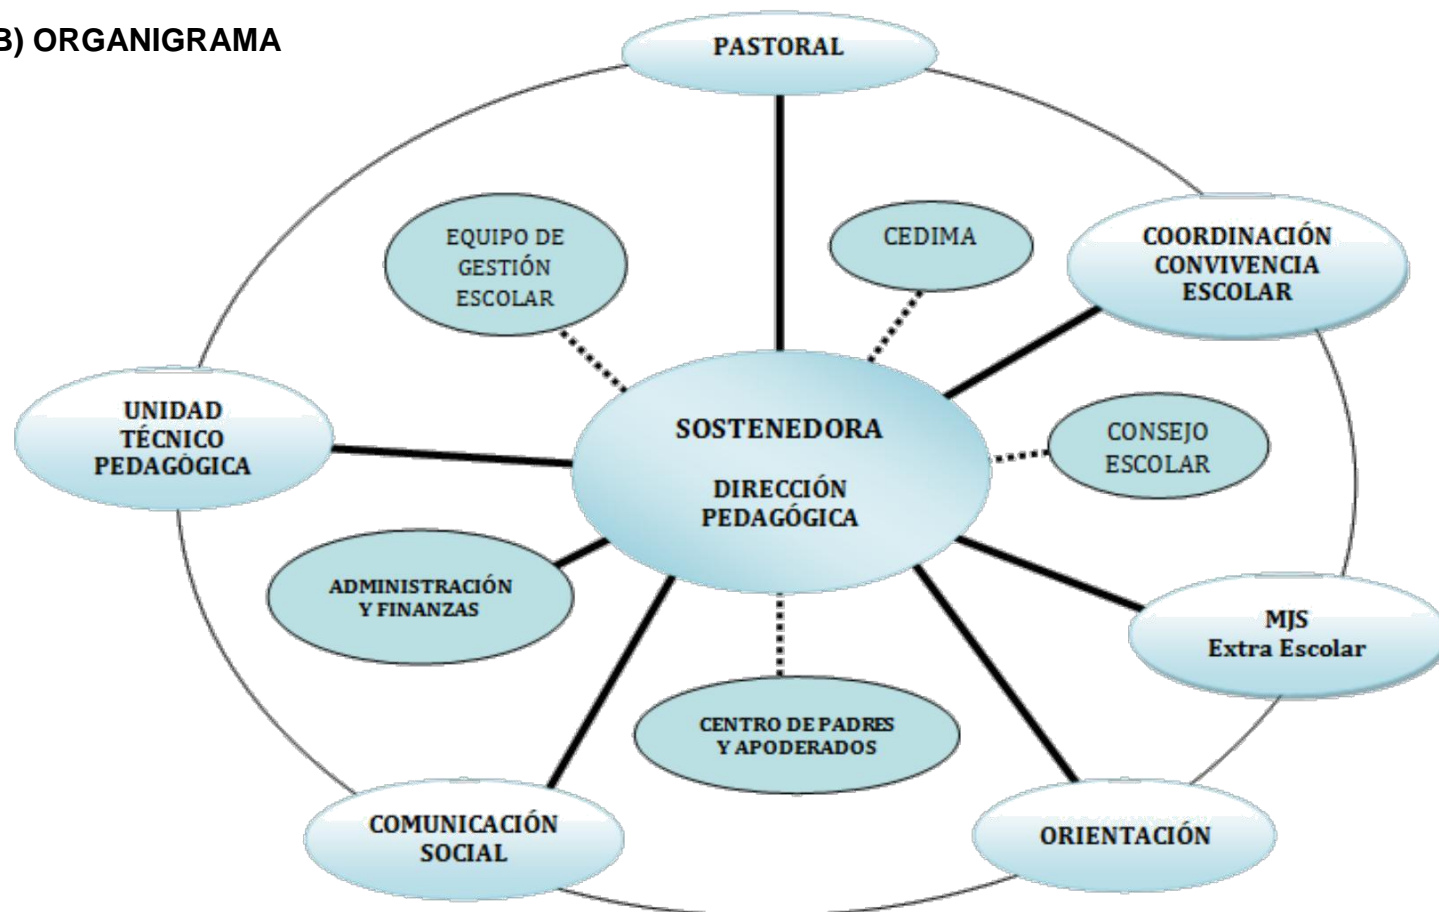 B) ORGANIGRAMA
PASTORAL
EQUIPO DE
GESTIÓN
ESCOLAR
CEDIMA
COORDINACIÓN
CONVIVENCIA
ESCOLAR
UNIDAD
TÉCNICO
PEDAGÓGICA
SOSTENEDORA
DIRECCIÓN
PEDAGÓGICA
CONSEJO
ESCOLAR
ADMINISTRACIÓN
Y FINANZAS
MJS
Extra Escolar
CENTRO DE PADRES
Y APODERADOS
COMUNICACIÓN
SOCIAL
ORIENTACIÓN